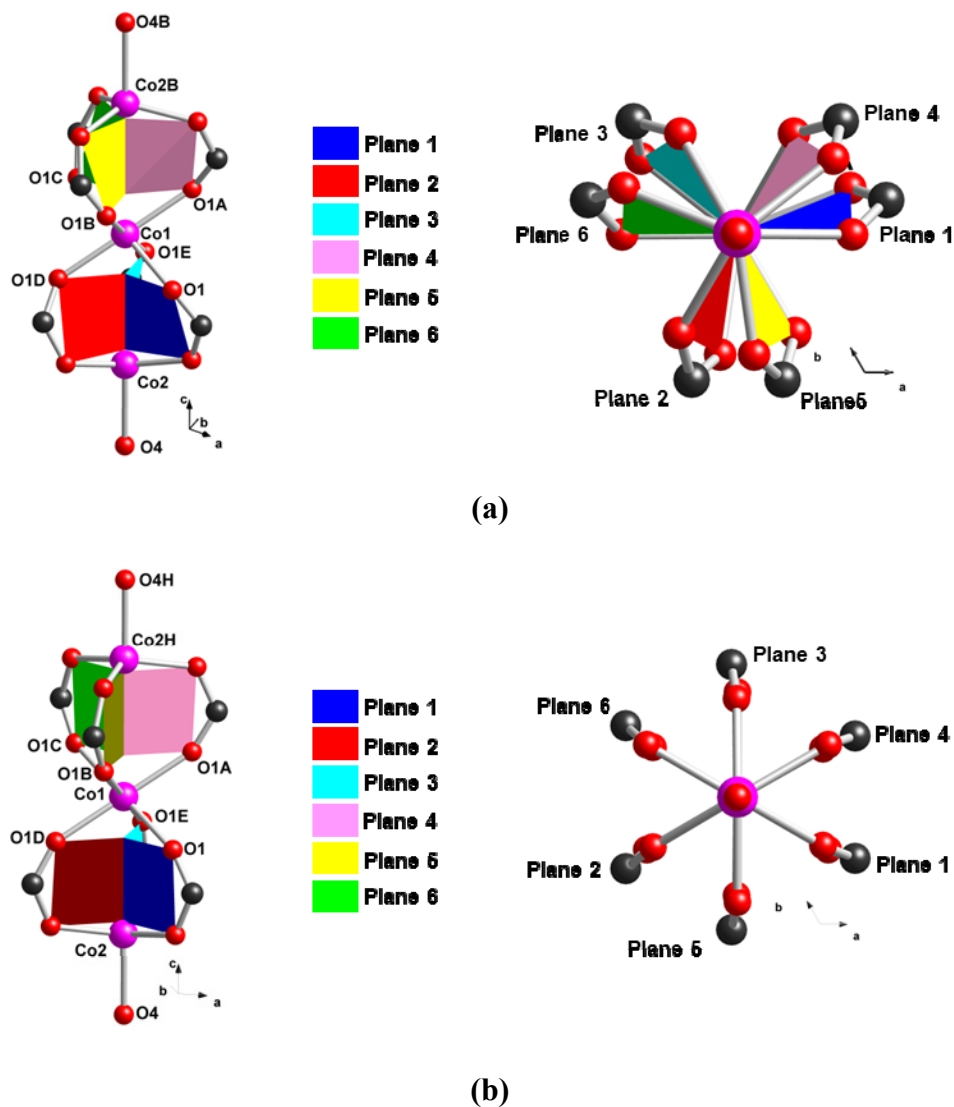 O4B
Co2B
O1C
O1A
O1B
Co1
O1E
O1D
O1
Co2
O4
c
b
a
Plane 1
Plane 2
Plane 3
Plane 4
Plane 5
Plane 6
Plane 3
Plane 4
Plane 6
Plane 1
Plane 2
Plane5
b
a
(a)
O4H
Co2H
O1C
O1B
O1A
Co1
O1E
O1D
O1
Co2
O4
c
b
a
Plane 1
Plane 2
Plane 3
Plane 4
Plane 5
Plane 6
Plane 3
Plane 6
Plane 4
Plane 2
Plane 1
Plane 5
b
a
(b)